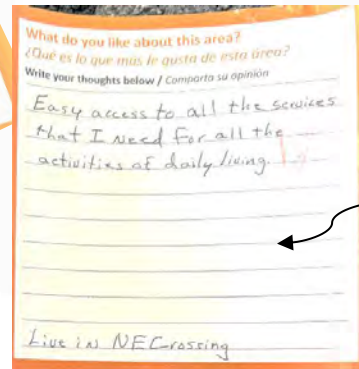 What do you like about this area?
¿Qué es lo que más le gusta de esta área?
Write your thoughts below / Comparta su opinión
Easy access to all the services
that I Need For all the
activities of daily living.
Live in NE Crossing